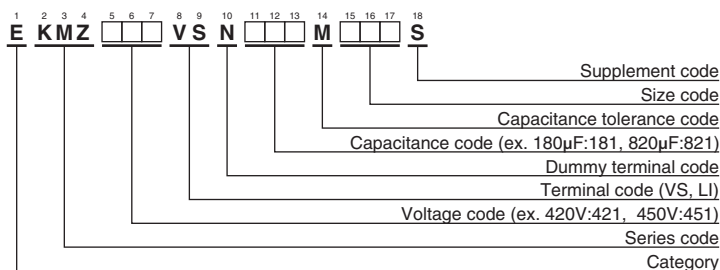 1 2 3 4 5 6 7 8 9 10 11 12 13 14 15 16 17 18
E KMZ □□□ VS N □□□ M □□□ S
Supplement code
Size code
Capacitance tolerance code
Capacitance code (ex. 180µF:181, 820µF:821)
Dummy terminal code
Terminal code (VS, LI)
Voltage code (ex. 420V:421, 450V:451)
Series code
Category